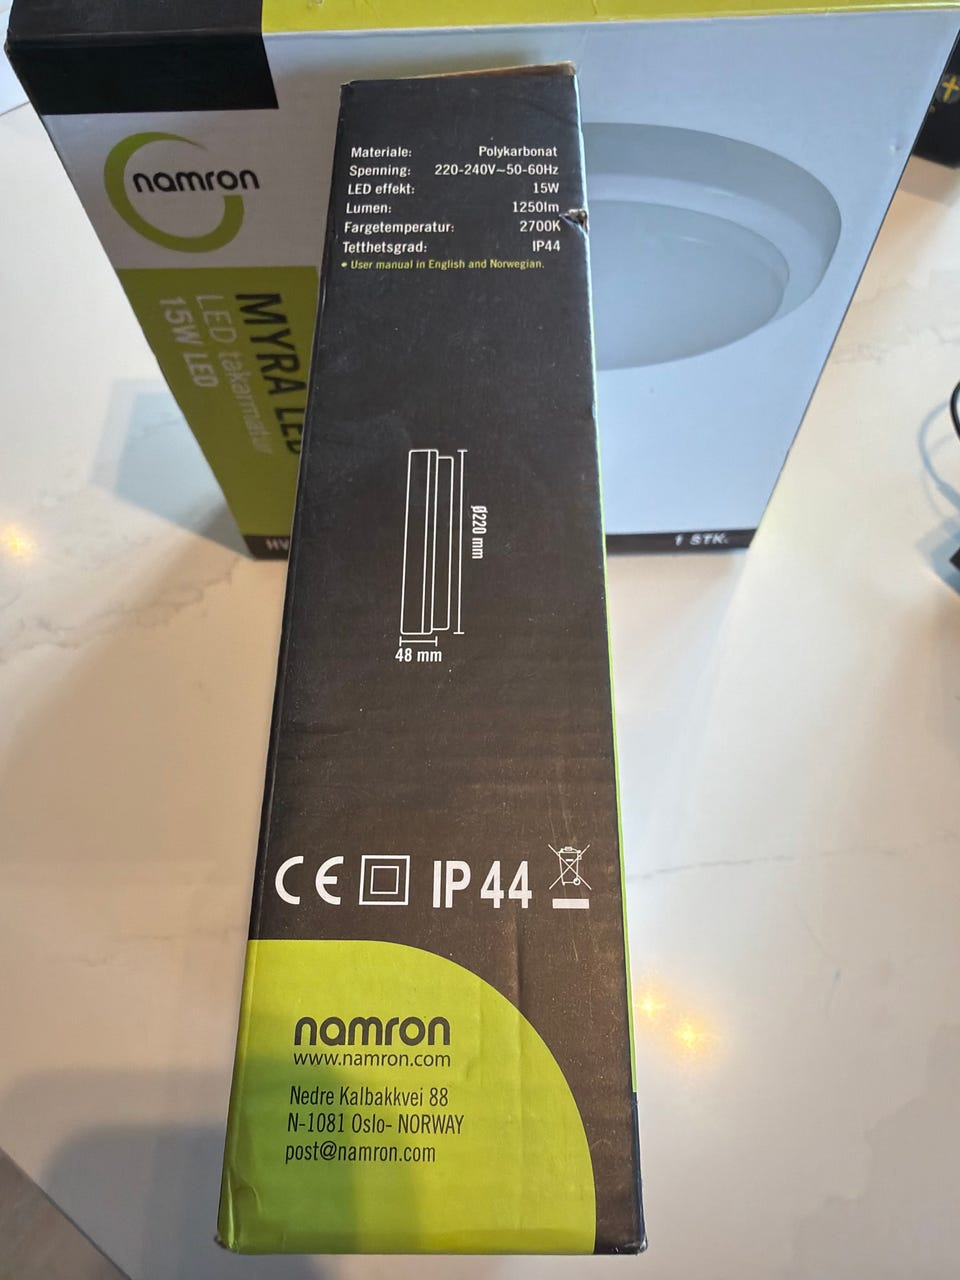 namron
MYRA LED
LED takarmatur
15W LED
1 STK.
Materiale: Polykarbonat
Spenning: 220-240V~50-60Hz
LED effekt: 15W
Lumen: 1250lm
Fargetemperatur: 2700K
Tetthetsgrad: IP44
• User manual in English and Norwegian.
Ø220 mm
48 mm
CE IP 44
namron
www.namron.com
Nedre Kalbakkvei 88
N-1081 Oslo- NORWAY
post@namron.com